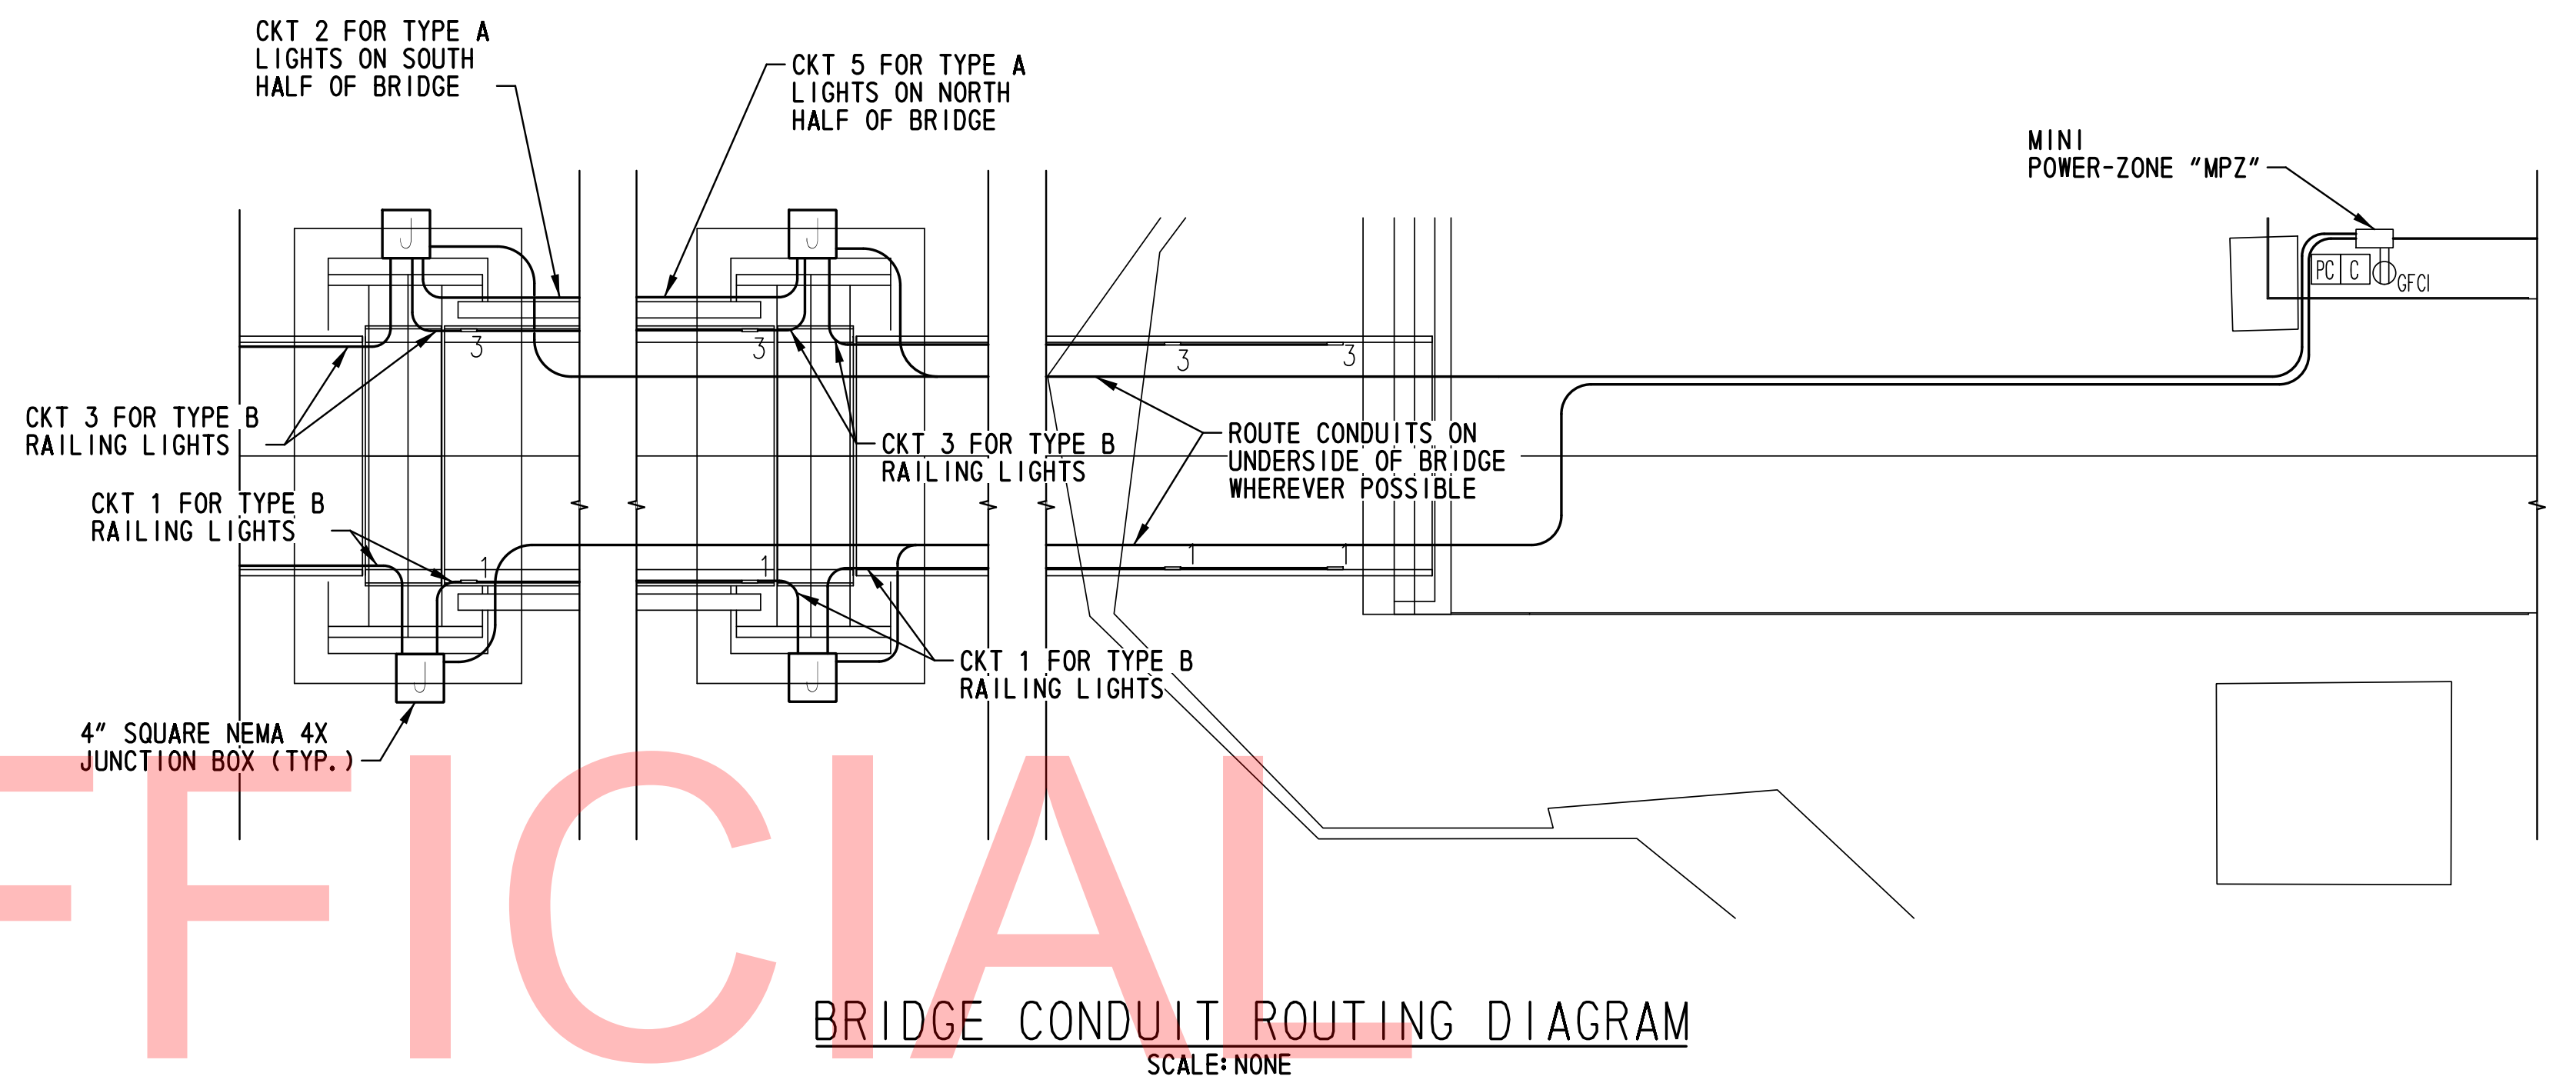 CKT 2 FOR TYPE A
LIGHTS ON SOUTH
HALF OF BRIDGE
CKT 5 FOR TYPE A
LIGHTS ON NORTH
HALF OF BRIDGE
MINI
POWER-ZONE "MPZ"
J
J
PC C GFCI
3
3
3
3
CKT 3 FOR TYPE B
RAILING LIGHTS
CKT 3 FOR TYPE B
RAILING LIGHTS
ROUTE CONDUITS ON
UNDERSIDE OF BRIDGE
WHEREVER POSSIBLE
CKT 1 FOR TYPE B
RAILING LIGHTS
1
1
1
1
CKT 1 FOR TYPE B
RAILING LIGHTS
J
J
4" SQUARE NEMA 4X
JUNCTION BOX (TYP.)
FFICIAL
BRIDGE CONDUIT ROUTING DIAGRAM
SCALE: NONE